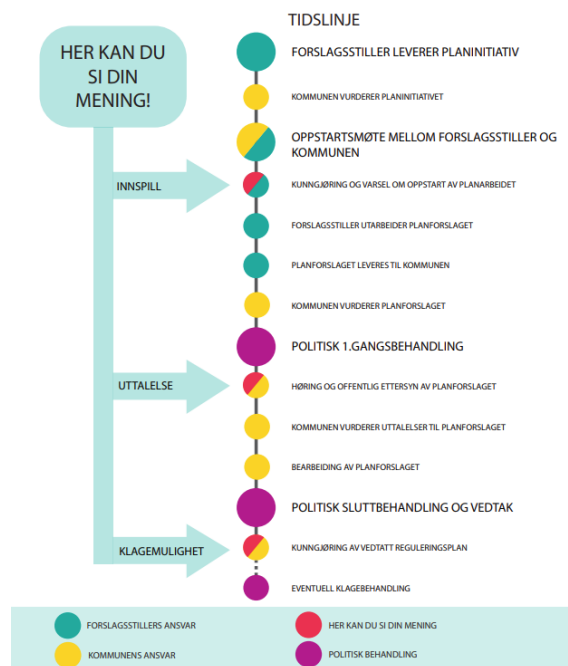 TIDSLINJE
HER KAN DU
SI DIN
MENING!
FORSLAGSSTILLER LEVERER PLANINITIATIV
KOMMUNEN VURDERER PLANINITIATIVET
OPPSTARTSMØTE MELLOM FORSLAGSSTILLER OG
KOMMUNEN
INNSPILL
KUNNGJØRING OG VARSEL OM OPPSTART AV PLANARBEIDET
FORSLAGSSTILLER UTARBEIDER PLANFORSLAGET
PLANFORSLAGET LEVERES TIL KOMMUNEN
KOMMUNEN VURDERER PLANFORSLAGET
POLITISK 1.GANGSBEHANDLING
UTTALELSE
HØRING OG OFFENTLIG ETTERSYN AV PLANFORSLAGET
KOMMUNEN VURDERER UTTALELSER TIL PLANFORSLAGET
BEARBEIDING AV PLANFORSLAGET
POLITISK SLUTTBEHANDLING OG VEDTAK
KLAGEMULIGHET
KUNNGJØRING AV VEDTATT REGULERINGSPLAN
EVENTUELL KLAGEBEHANDLING
FORSLAGSSTILLERS ANSVAR
HER KAN DU SI DIN MENING
KOMMUNENS ANSVAR
POLITISK BEHANDLING